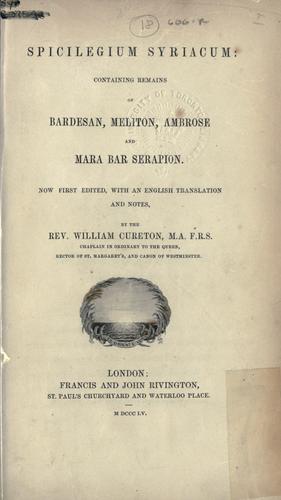 18 606-R
SPICILEGIUM SYRIACUM:
CONTAINING REMAINS
OF
BARDESAN, MELITON, AMBROSE
AND
MARA BAR SERAPION.
NOW FIRST EDITED, WITH AN ENGLISH TRANSLATION
AND NOTES,
BY THE
REV. WILLIAM CURETON, M.A. F.R.S.
CHAPLAIN IN ORDINARY TO THE QUEEN,
RECTOR OF ST. MARGARET'S, AND CANON OF WESTMINSTER.
LONDON:
FRANCIS AND JOHN RIVINGTON,
ST. PAUL'S CHURCHYARD AND WATERLOO PLACE.
M DCCC LV.